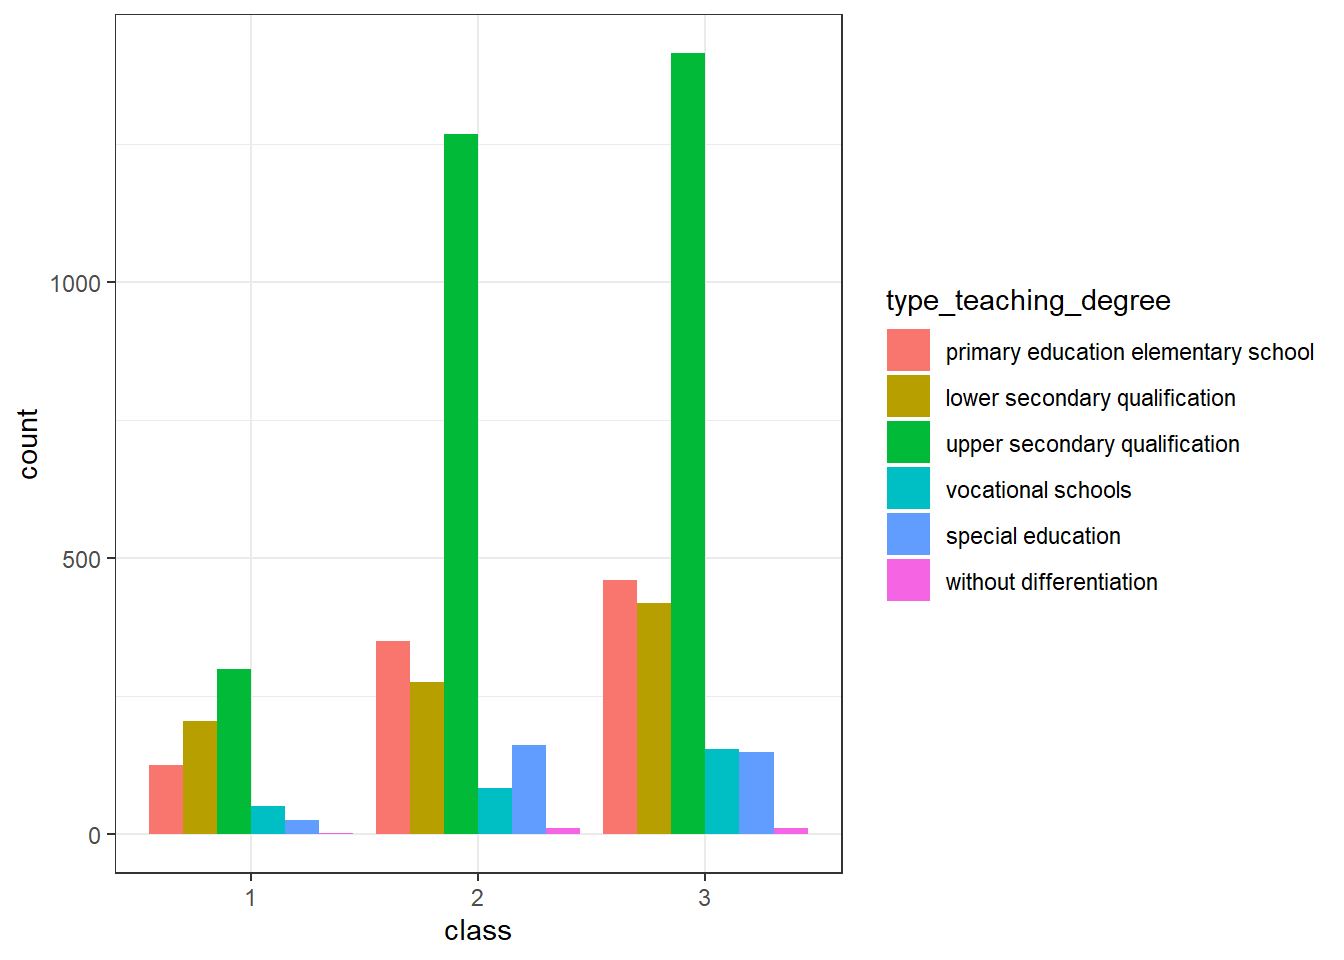 1000
500
0
count
1 2 3
class
type_teaching_degree
primary education elementary school
lower secondary qualification
upper secondary qualification
vocational schools
special education
without differentiation